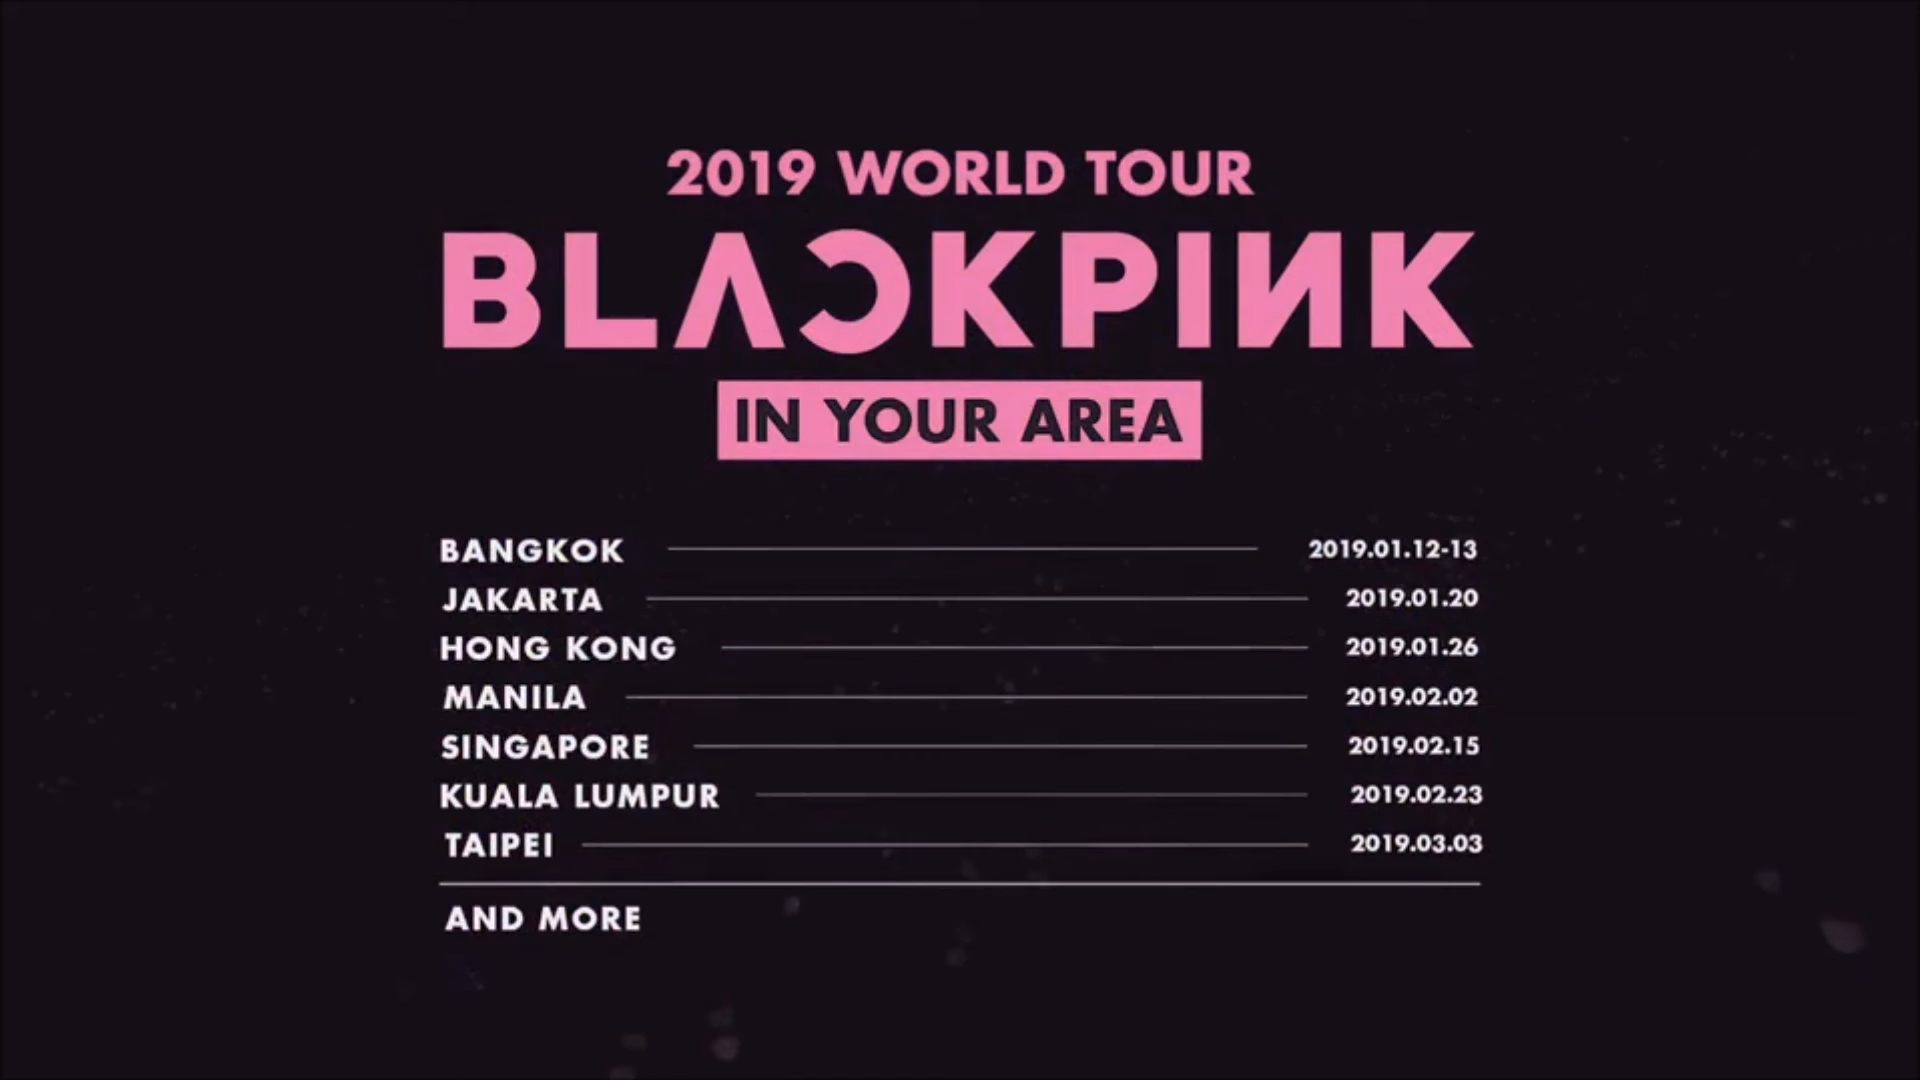 2019 WORLD TOUR
BLACKPINK
IN YOUR AREA
BANGKOK 2019.01.12-13
JAKARTA 2019.01.20
HONG KONG 2019.01.26
MANILA 2019.02.02
SINGAPORE 2019.02.15
KUALA LUMPUR 2019.02.23
TAIPEI 2019.03.03
AND MORE